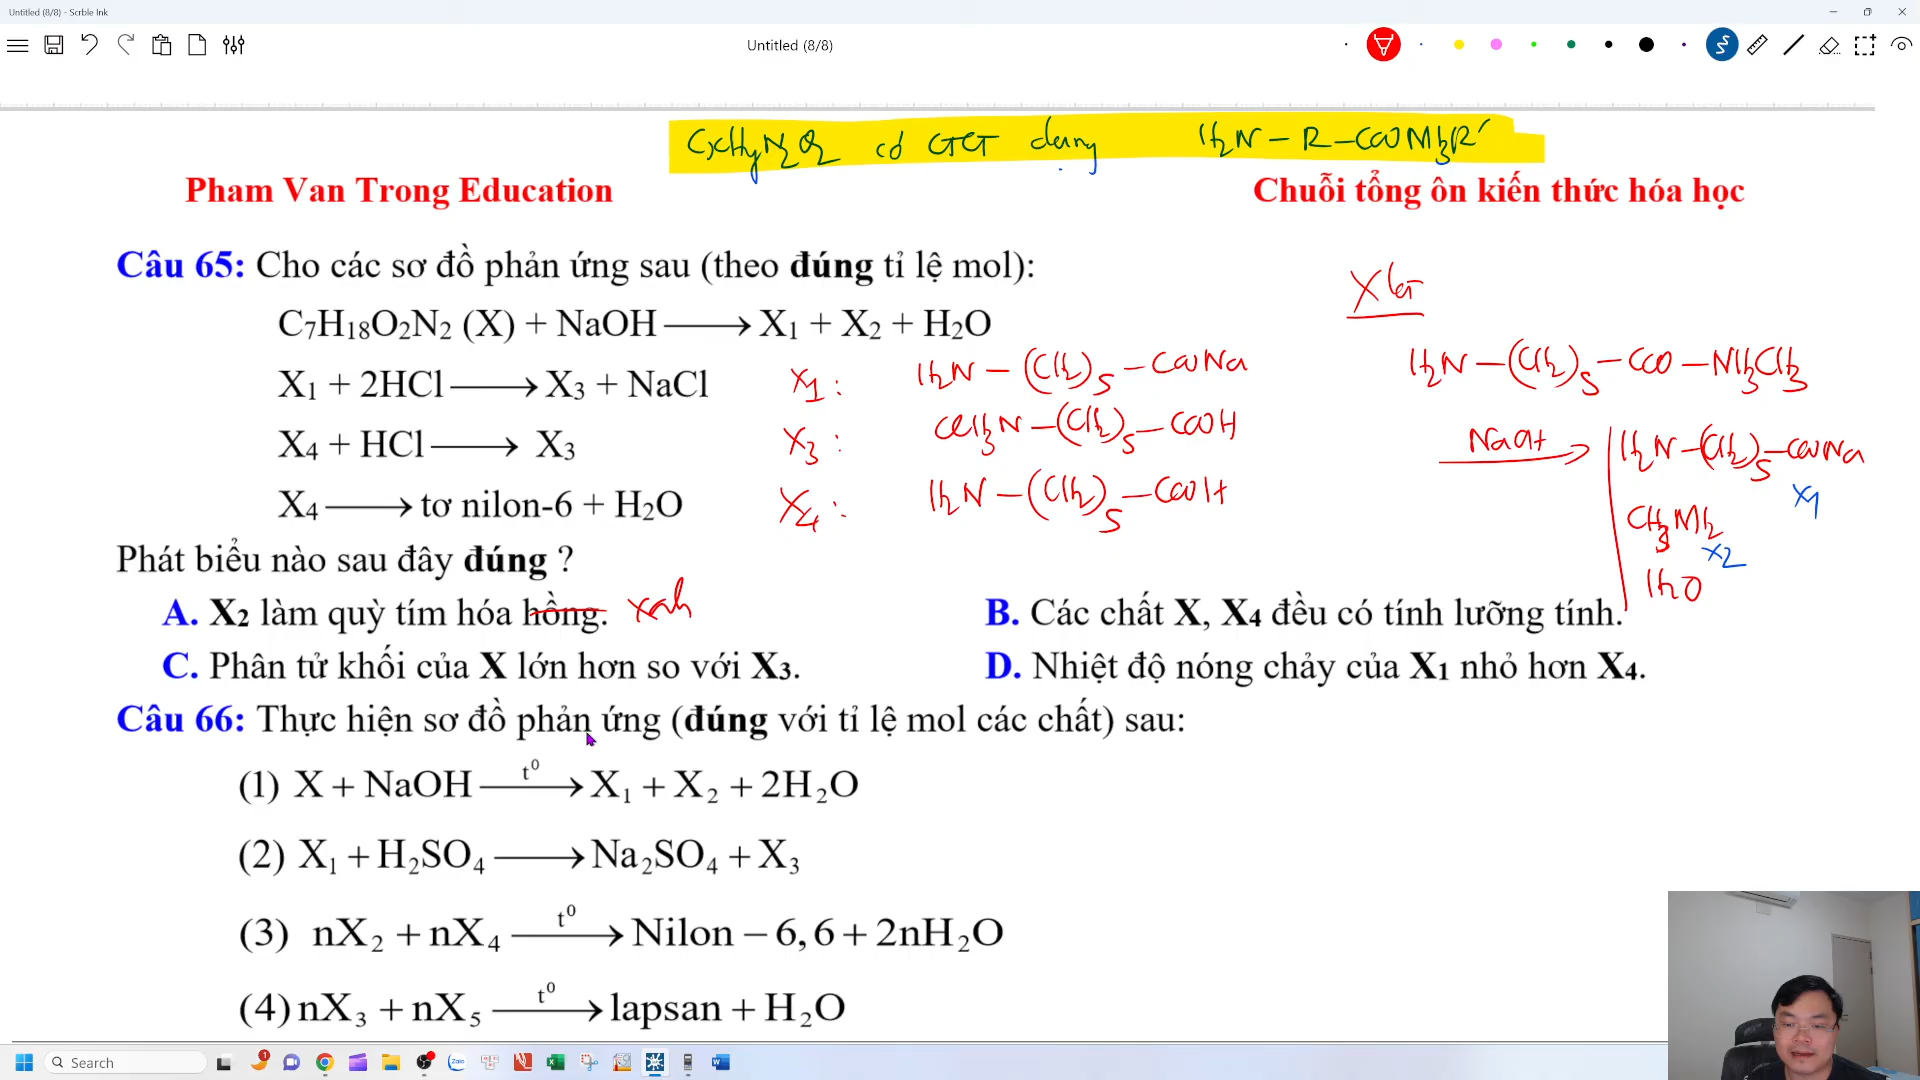 Untitled (8/8) - Scrble Ink
Untitled (8/8)
CxHyN2O2 có CTCT dạng H2N – R – COONH3R'
Pham Van Trong Education
Chuỗi tổng ôn kiến thức hóa học
Câu 65: Cho các sơ đồ phản ứng sau (theo đúng tỉ lệ mol):
C7H18O2N2 (X) + NaOH ⟶ X1 + X2 + H2O
X1 + 2HCl ⟶ X3 + NaCl
X4 + HCl ⟶ X3
X4 ⟶ tơ nilon-6 + H2O
X1 : H2N – (CH2)5 – COONa
X3 : ClH3N – (CH2)5 – COOH
X4 : H2N – (CH2)5 – COOH
H2N – (CH2)5 – COO – NH3CH3
NaOH ⟶ H2N – (CH2)5 – COONa
X1
CH3NH2
X2
H2O
Phát biểu nào sau đây đúng ?
A. X2 làm quỳ tím hóa hồng. xanh
B. Các chất X, X4 đều có tính lưỡng tính.
C. Phân tử khối của X lớn hơn so với X3.
D. Nhiệt độ nóng chảy của X1 nhỏ hơn X4.
Câu 66: Thực hiện sơ đồ phản ứng (đúng với tỉ lệ mol các chất) sau:
(1) X + NaOH ⟶ t⁰ X1 + X2 + 2H2O
(2) X1 + H2SO4 ⟶ Na2SO4 + X3
(3) nX2 + nX4 ⟶ t⁰ Nilon – 6,6 + 2nH2O
(4) nX3 + nX5 ⟶ t⁰ lapsan + H2O
Search
1
Zalo